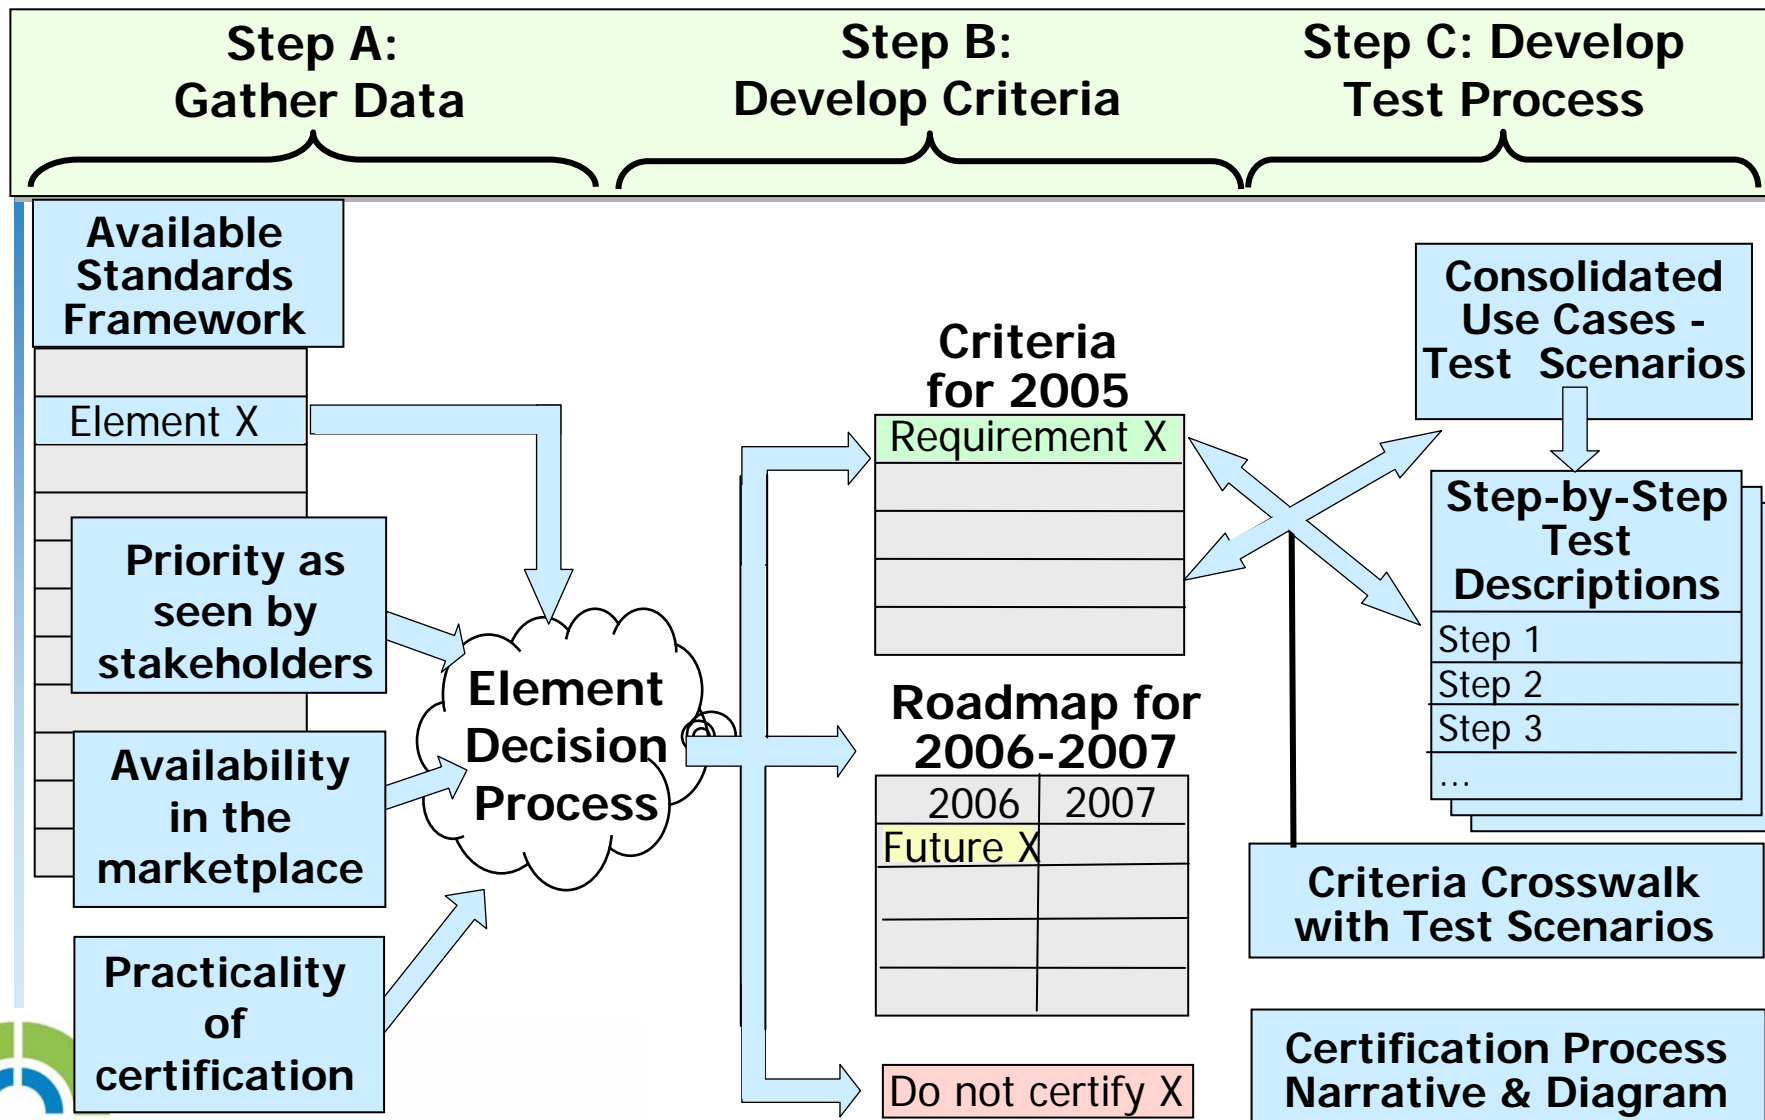 Step A:
Gather Data
Step B:
Develop Criteria
Step C: Develop
Test Process
Available
Standards
Framework
Element X
Priority as
seen by
stakeholders
Availability
in the
marketplace
Practicality
of
certification
Element
Decision
Process
Criteria
for 2005
Requirement X
Roadmap for
2006-2007
2006 2007
Future X
Do not certify X
Consolidated
Use Cases -
Test Scenarios
Step-by-Step
Test
Descriptions
Step 1
Step 2
Step 3
...
Criteria Crosswalk
with Test Scenarios
Certification Process
Narrative & Diagram